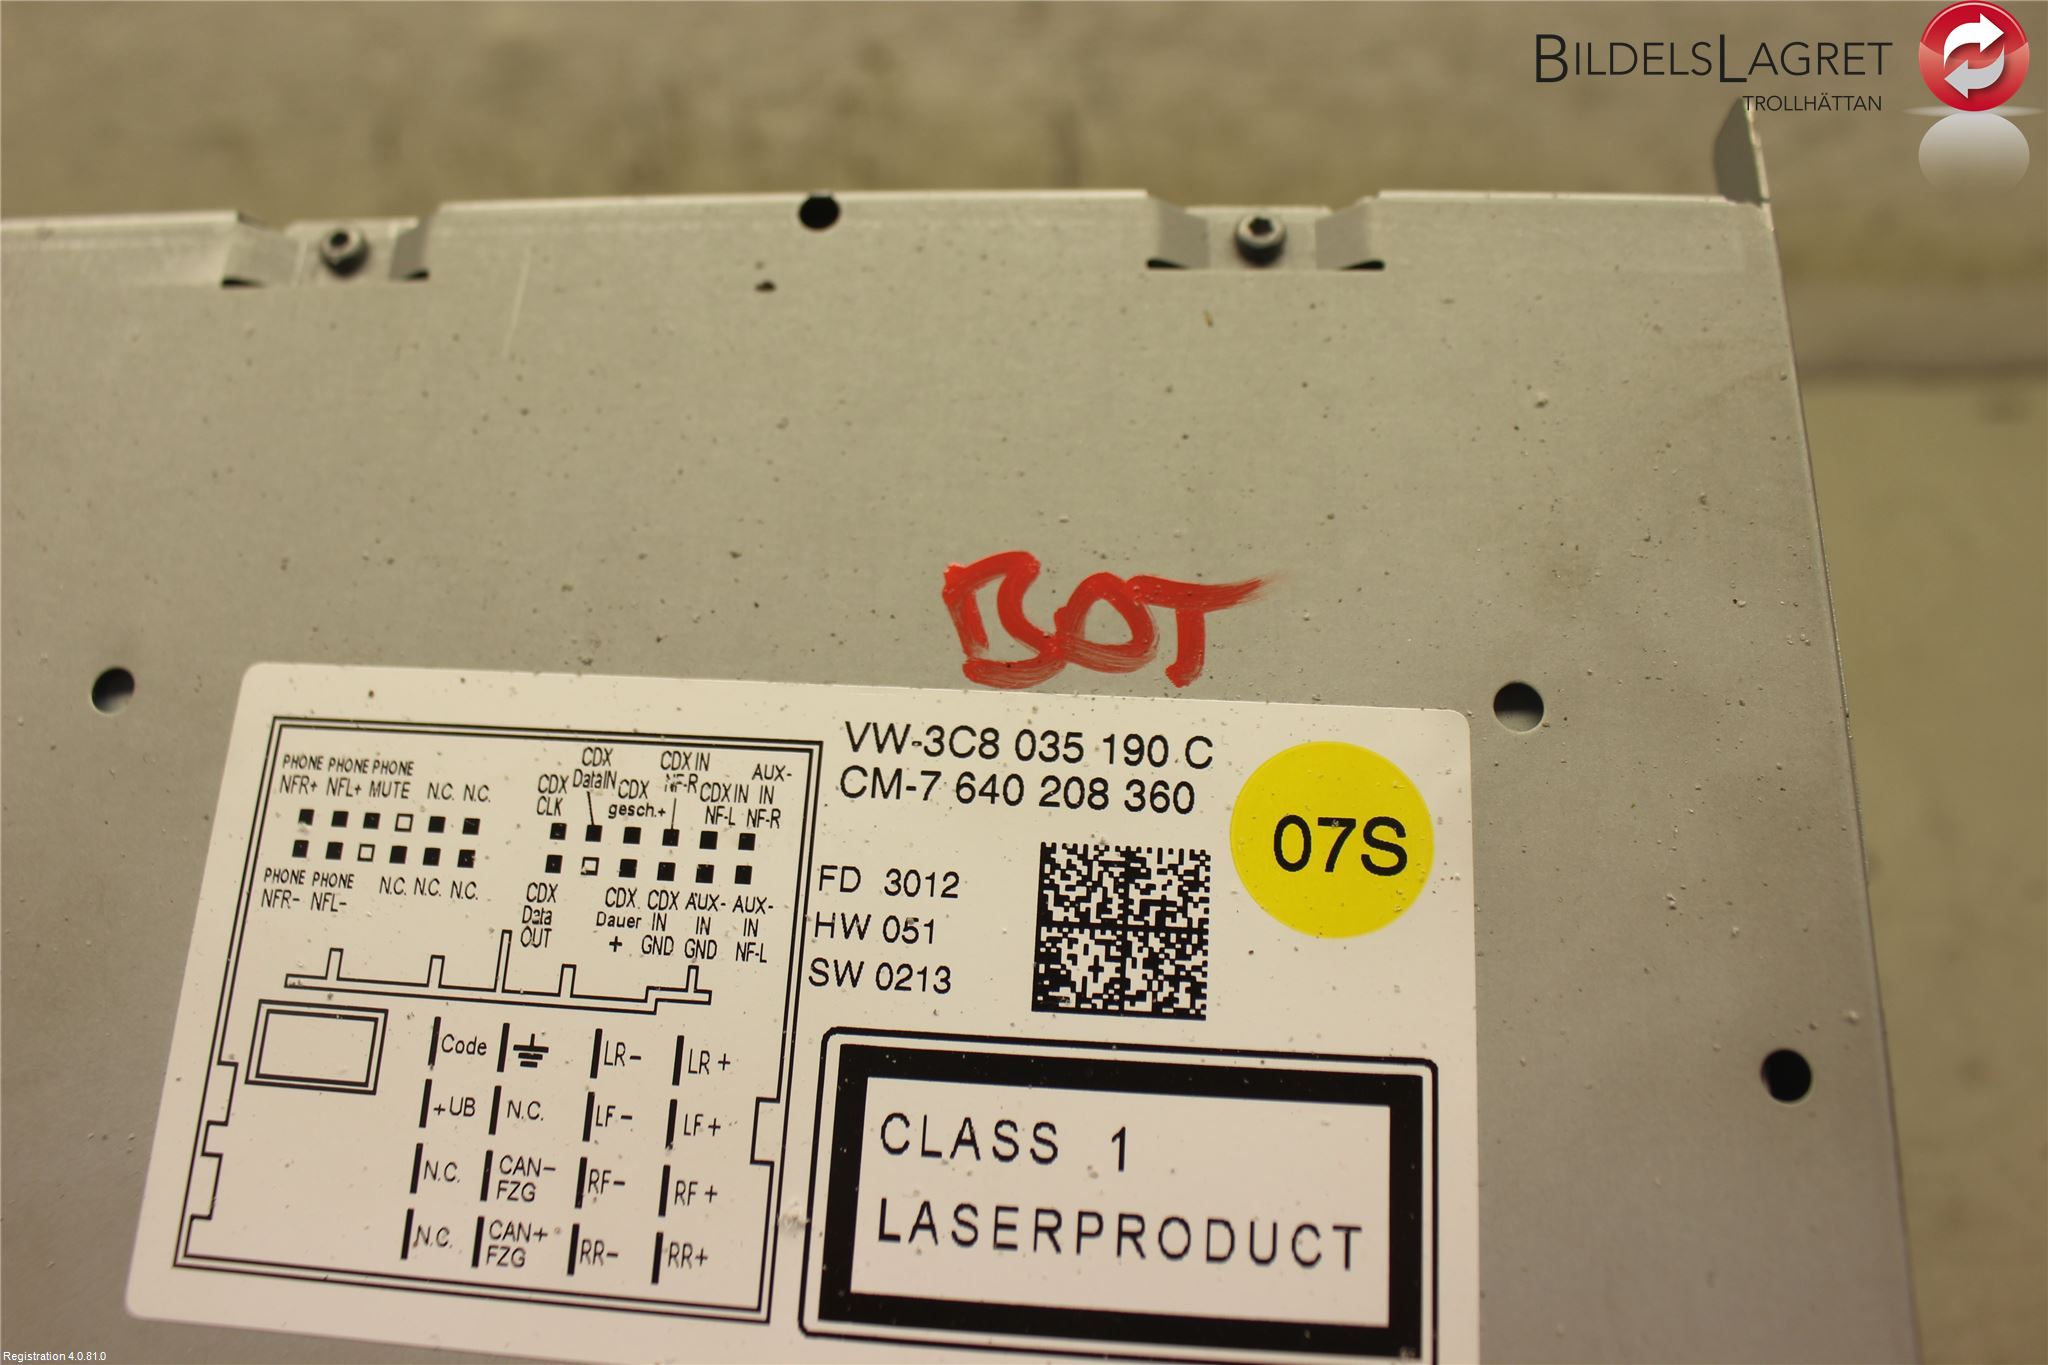 BILDELSLAGRET
TROLLHÄTTAN
BOT
VW-3C8 035 190 C
CM-7 640 208 360
07S
FD 3012
HW 051
SW 0213
CLASS 1
LASERPRODUCT
PHONE PHONE PHONE
NFR+ NFL+ MUTE N.C. N.C.
PHONE PHONE
NFR- NFL- N.C. N.C. N.C.
CDX
CLK
CDX
DataIN
CDX
gesch.+
CDX IN
NF-R
CDX IN
NF-L
AUX-
IN
NF-R
CDX
Data
OUT
CDX
Dauer
+
CDX
IN
GND
AUX-
IN
GND
AUX-
IN
NF-L
Code LR- LR+
+UB N.C. LF- LF+
N.C. CAN-
FZG RF- RF+
N.C. CAN+
FZG RR- RR+
Registration 4.0.81.0